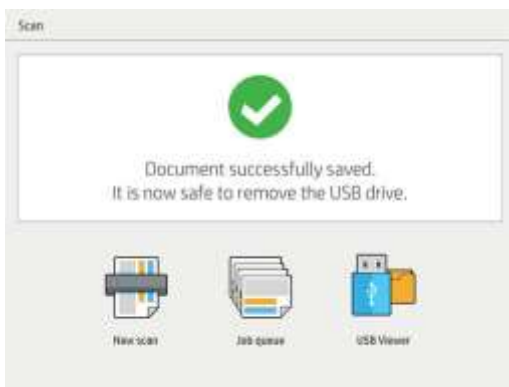 Scan
Document successfully saved.
It is now safe to remove the USB drive.
New scan
Job queue
USB Viewer